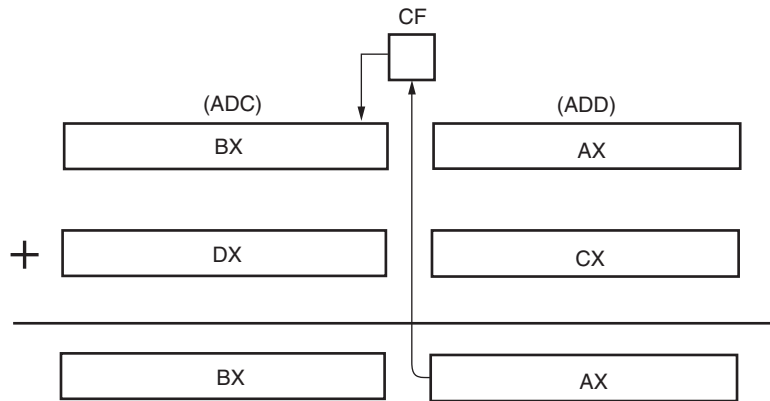 CF
(ADC) (ADD)
BX AX
+ DX CX
BX AX